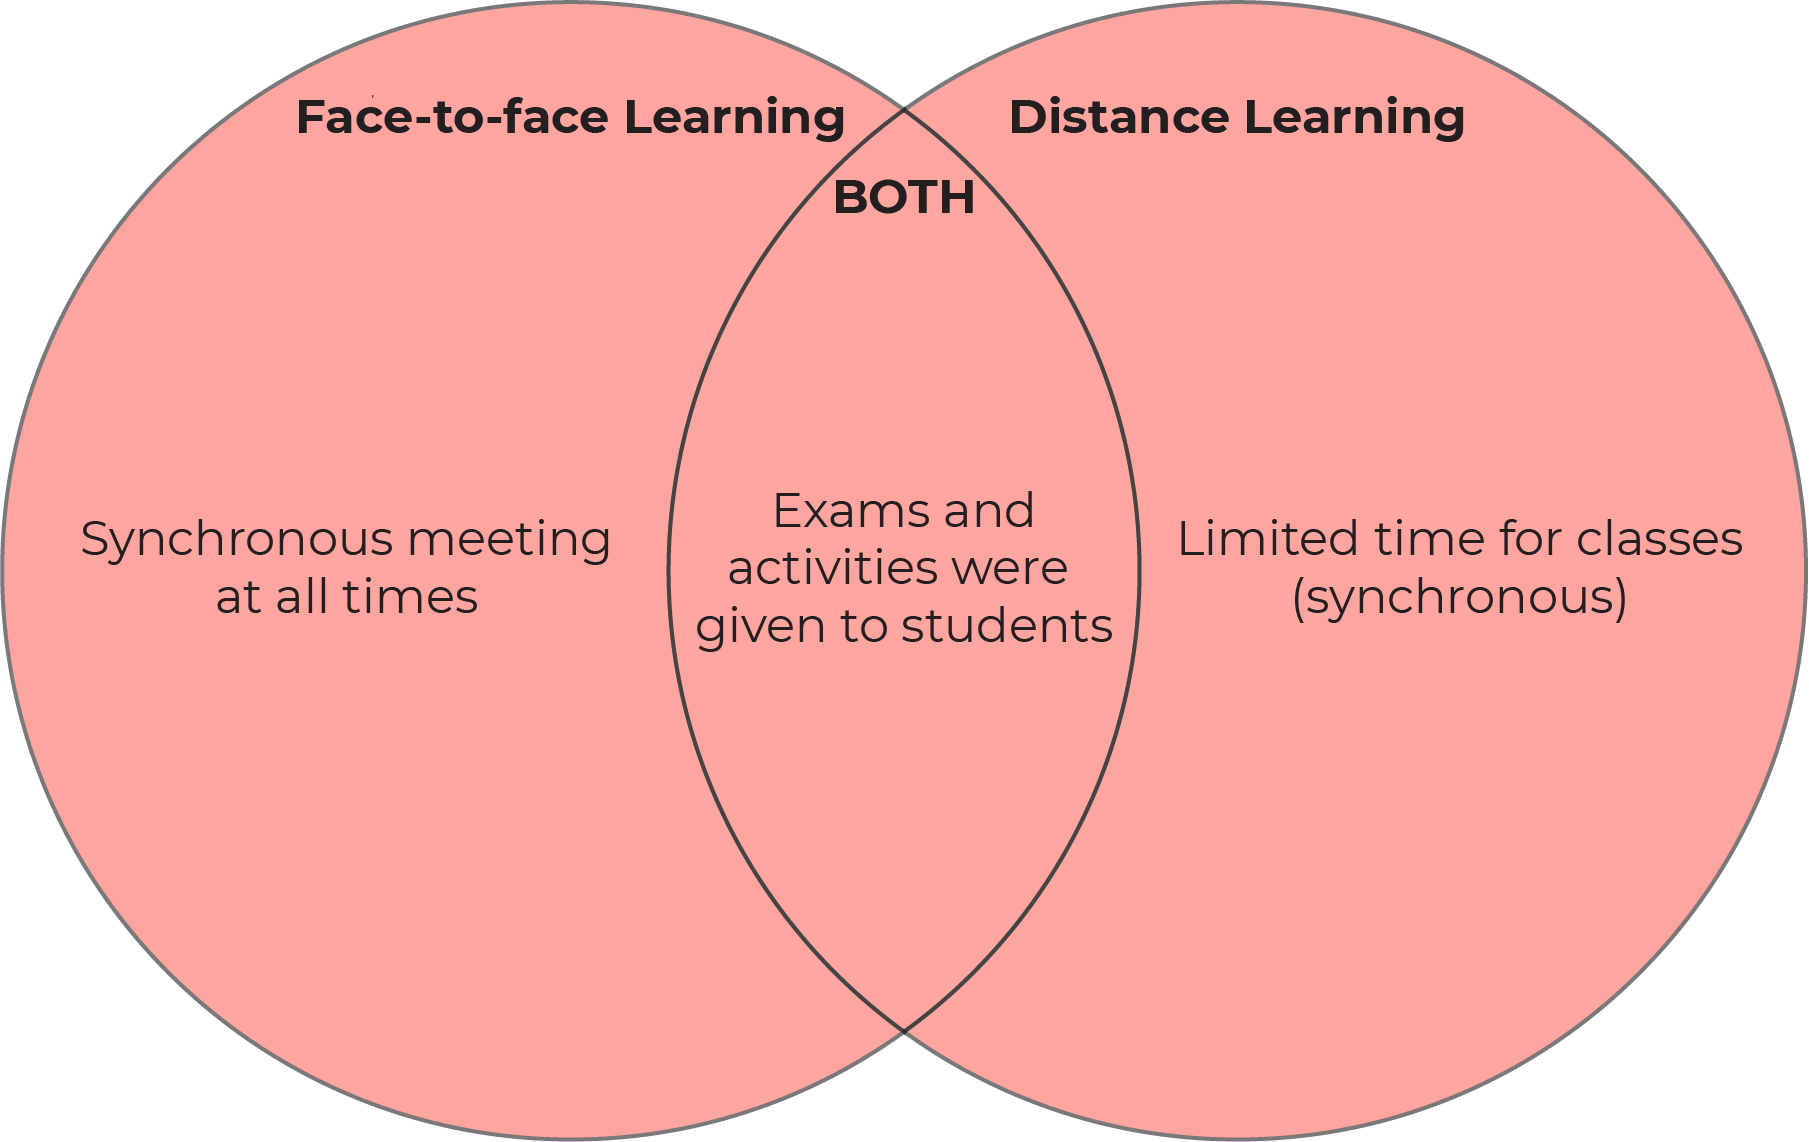 Face-to-face Learning
Distance Learning
BOTH
Synchronous meeting
at all times
Exams and
activities were
given to students
Limited time for classes
(synchronous)